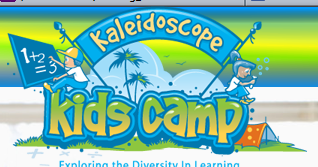 Kaleidoscope
1+2
=3
Kids Camp
Exploring the Diversity In Learning